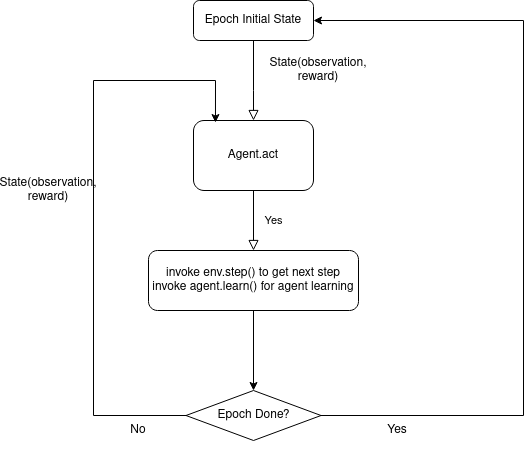 Epoch Initial State
State(observation,
reward)
Agent.act
State(observation,
reward)
Yes
invoke env.step() to get next step
invoke agent.learn() for agent learning
Epoch Done?
No
Yes